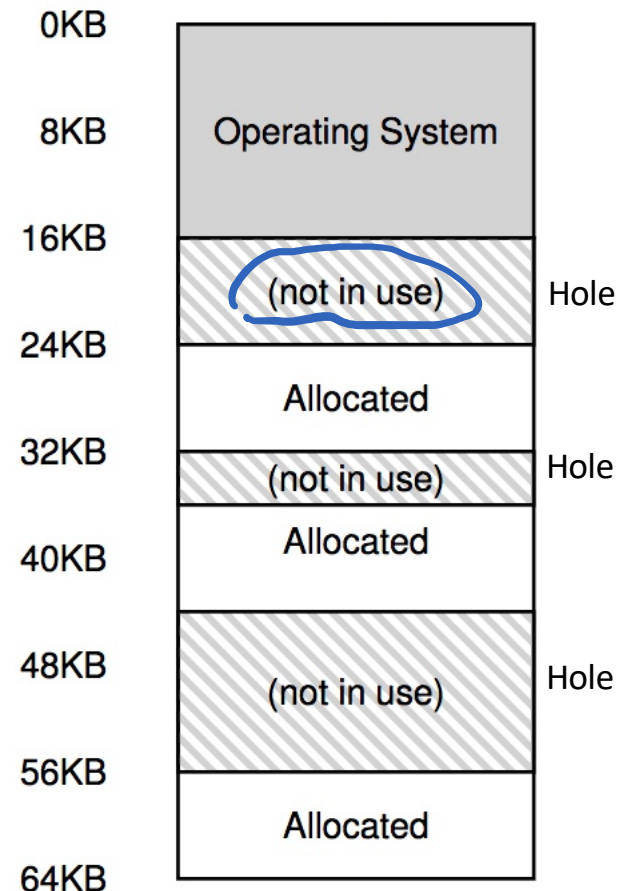 0KB
8KB
Operating System
16KB
(not in use)
Hole
24KB
Allocated
32KB
(not in use)
Hole
Allocated
40KB
48KB
(not in use)
Hole
56KB
Allocated
64KB